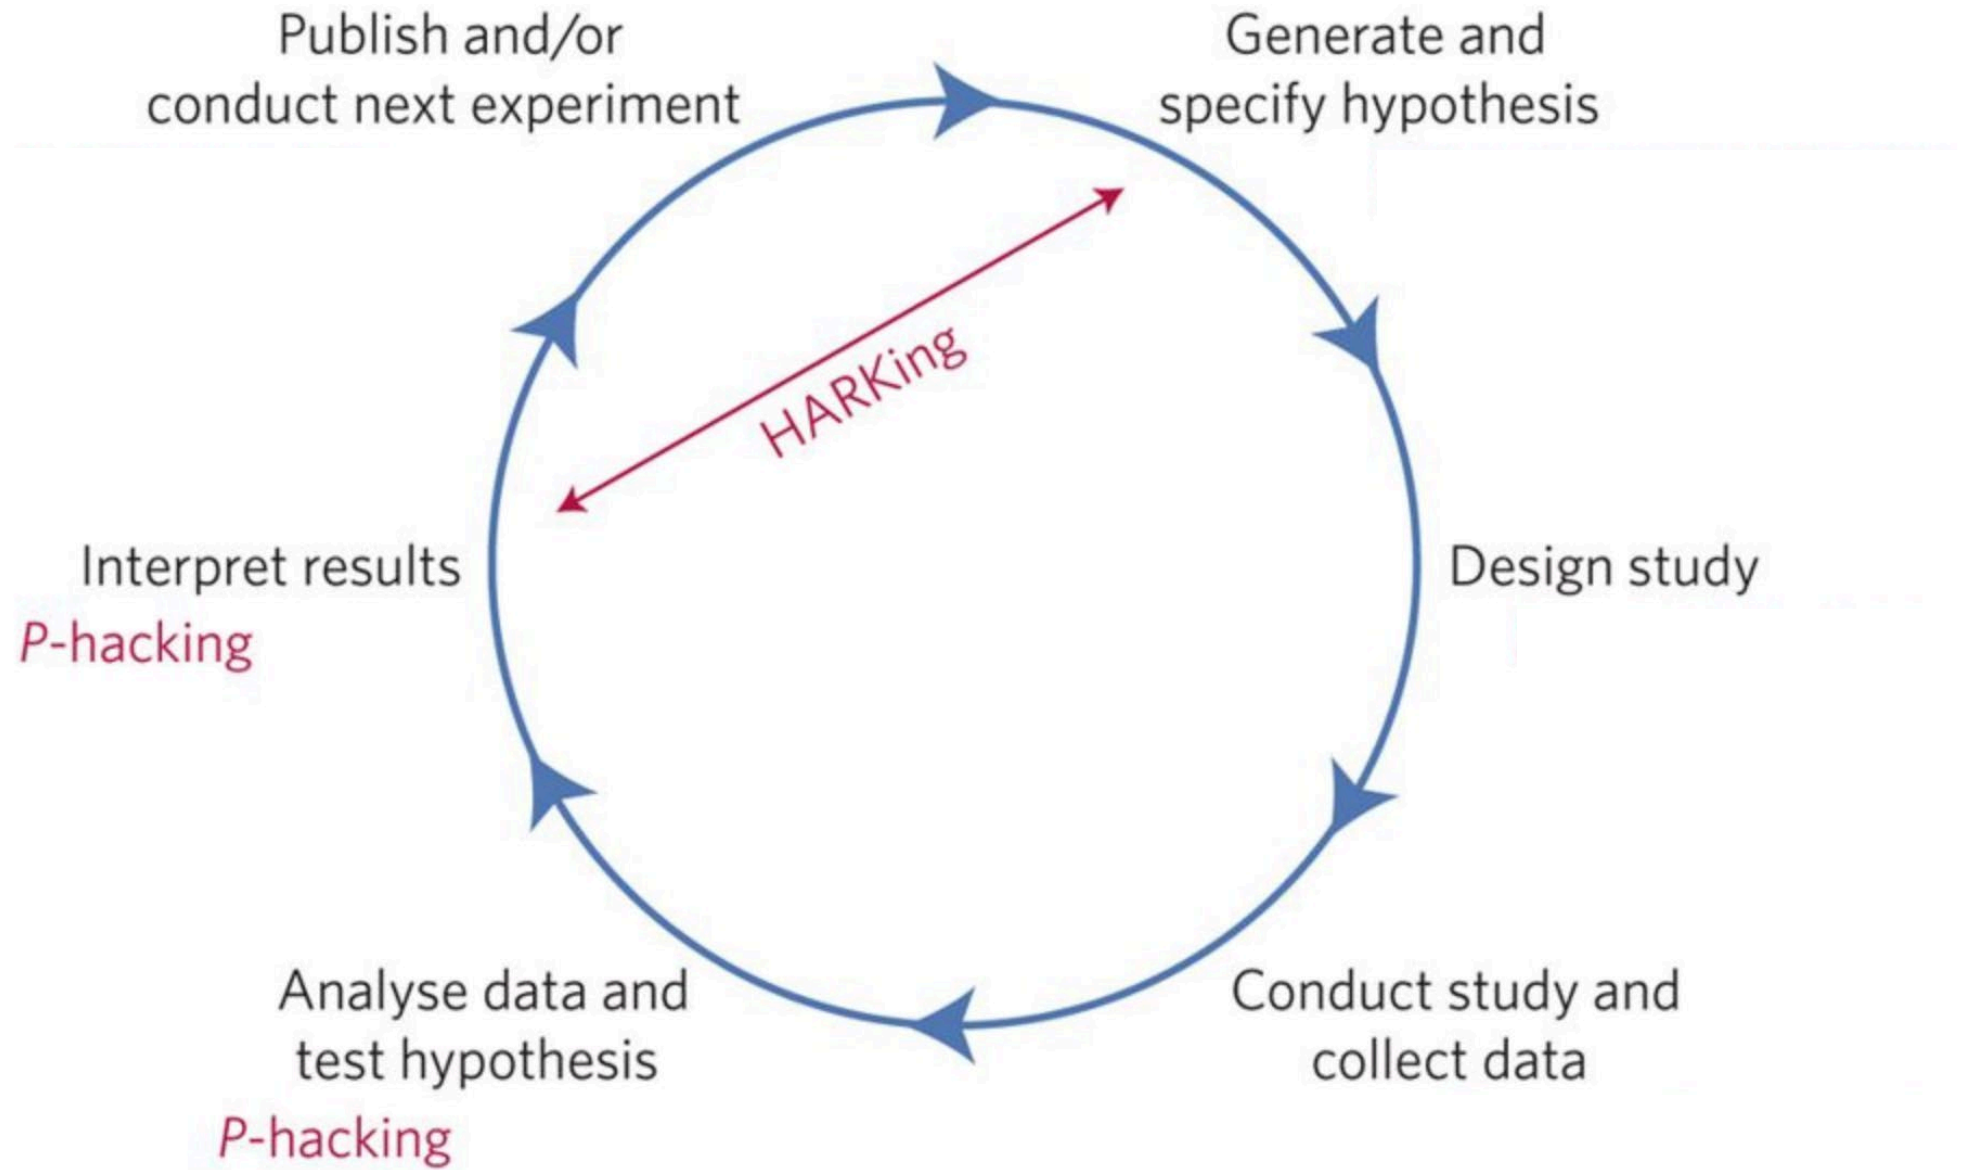 Publish and/or
conduct next experiment
Generate and
specify hypothesis
HARKing
Interpret results
P-hacking
Design study
Analyse data and
test hypothesis
P-hacking
Conduct study and
collect data